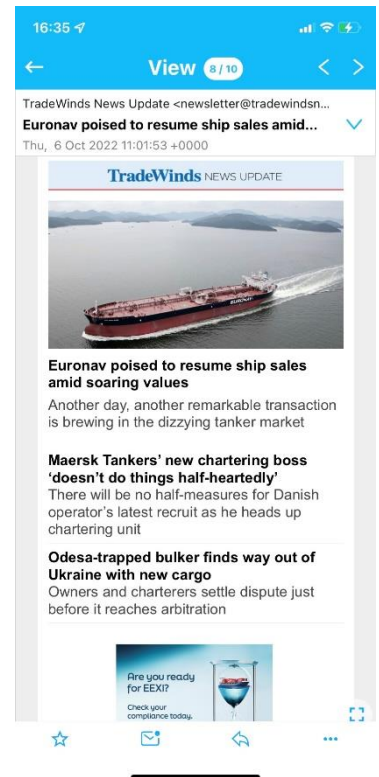 16:35
View 8/10
TradeWinds News Update <newsletter@tradewindsn...
Euronav poised to resume ship sales amid...
Thu, 6 Oct 2022 11:01:53 +0000
TradeWinds NEWS UPDATE
EURONAV
Euronav poised to resume ship sales
amid soaring values
Another day, another remarkable transaction
is brewing in the dizzying tanker market
Maersk Tankers' new chartering boss
'doesn't do things half-heartedly'
There will be no half-measures for Danish
operator's latest recruit as he heads up
chartering unit
Odesa-trapped bulker finds way out of
Ukraine with new cargo
Owners and charterers settle dispute just
before it reaches arbitration
Are you ready
for EEXI?
Check your
compliance today.